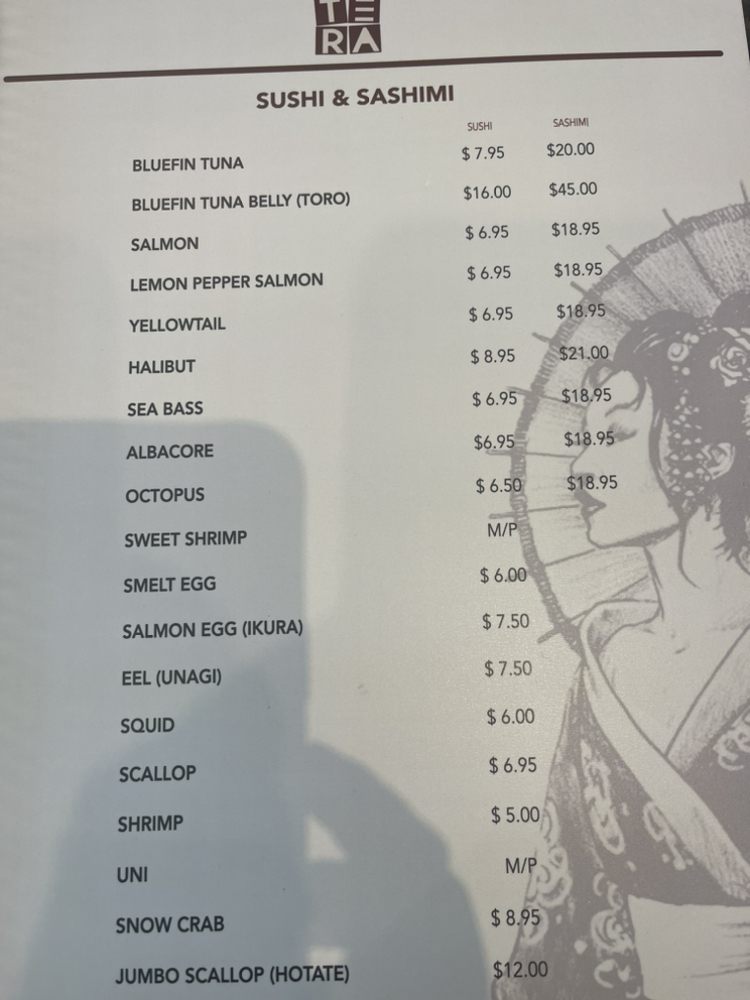 TE
RA
SUSHI & SASHIMI
SUSHI SASHIMI
BLUEFIN TUNA $ 7.95 $20.00
BLUEFIN TUNA BELLY (TORO) $16.00 $45.00
SALMON $ 6.95 $18.95
LEMON PEPPER SALMON $ 6.95 $18.95
YELLOWTAIL $ 6.95 $18.95
HALIBUT $ 8.95 $21.00
SEA BASS $ 6.95 $18.95
ALBACORE $6.95 $18.95
OCTOPUS $ 6.50 $18.95
SWEET SHRIMP M/P
SMELT EGG $ 6.00
SALMON EGG (IKURA) $ 7.50
EEL (UNAGI) $ 7.50
SQUID $ 6.00
SCALLOP $ 6.95
SHRIMP $ 5.00
UNI M/P
SNOW CRAB $ 8.95
JUMBO SCALLOP (HOTATE) $12.00